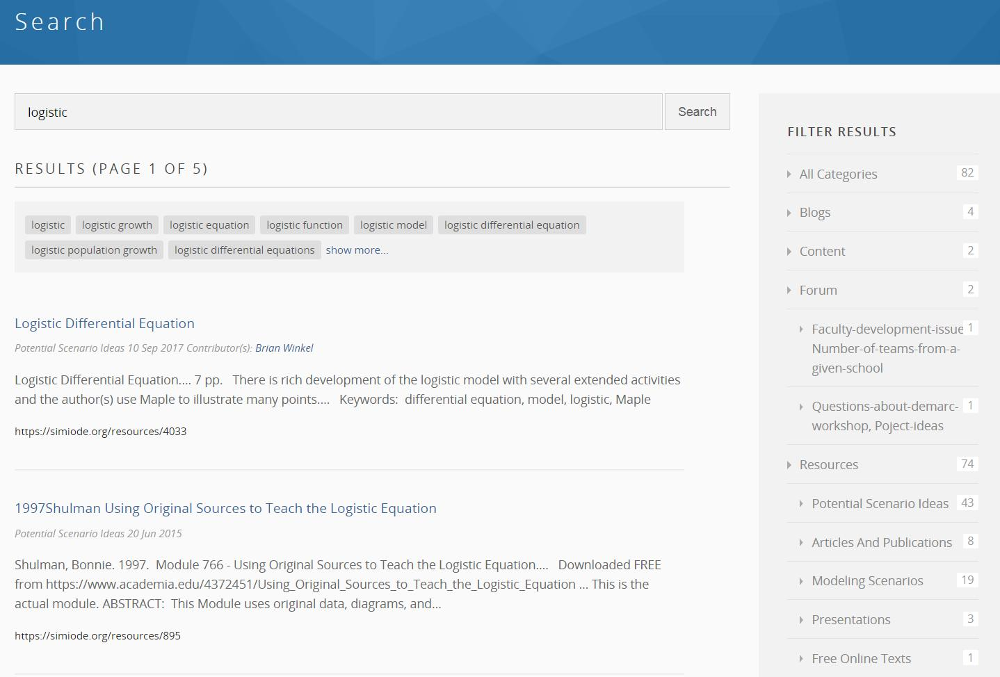 Search
logistic
Search
RESULTS (PAGE 1 OF 5)
logistic logistic growth logistic equation logistic function logistic model logistic differential equation
logistic population growth logistic differential equations show more...
Logistic Differential Equation
Potential Scenario Ideas 10 Sep 2017 Contributor(s): Brian Winkel
Logistic Differential Equation.... 7 pp. There is rich development of the logistic model with several extended activities
and the author(s) use Maple to illustrate many points.... Keywords: differential equation, model, logistic, Maple
https://simiode.org/resources/4033
1997Shulman Using Original Sources to Teach the Logistic Equation
Potential Scenario Ideas 20 Jun 2015
Shulman, Bonnie. 1997. Module 766 - Using Original Sources to Teach the Logistic Equation.... Downloaded FREE
from https://www.academia.edu/4372451/Using_Original_Sources_to_Teach_the_Logistic_Equation ... This is the
actual module. ABSTRACT: This Module uses original data, diagrams, and...
https://simiode.org/resources/895
FILTER RESULTS
All Categories 82
Blogs 4
Content 2
Forum 2
Faculty-development-issue 1
Number-of-teams-from-a-
given-school
Questions-about-demarc- 1
workshop, Poject-ideas
Resources 74
Potential Scenario Ideas 43
Articles And Publications 8
Modeling Scenarios 19
Presentations 3
Free Online Texts 1